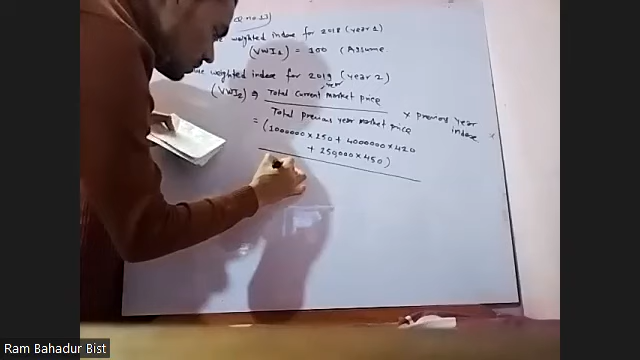 Q no. 13)
weighted index for 2018 (year 1)
(VWI₁) = 100 (Assume
weighted index for 2019 (year 2)
(VWI₂) = Total current year market price
Total previous year market price
× previous year index
= (1000000 × 250 + 4000000 × 420
+ 150000 × 450)
Ram Bahadur Bist